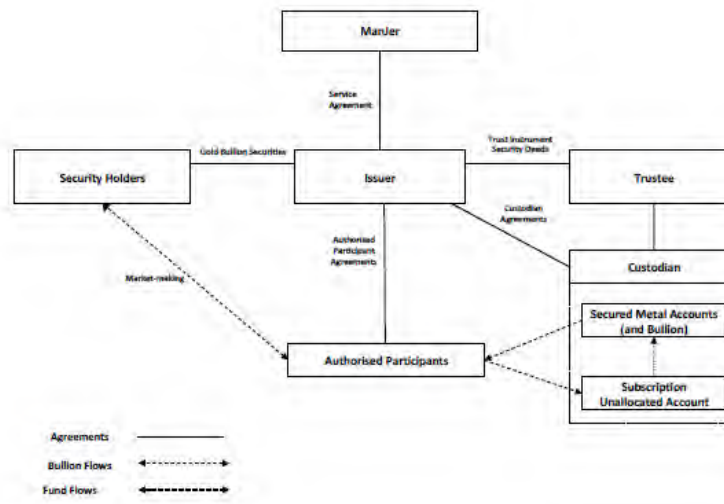 ManJer
Service
Agreement
Gold Bullion Securities
Trust Instrument
Security Deeds
Security Holders
Issuer
Trustee
Custodian
Agreements
Authorised
Participant
Agreements
Market-making
Custodian
Secured Metal Accounts
(and Bullion)
Authorised Participants
Subscription
Unallocated Account
Agreements
Bullion Flows
Fund Flows